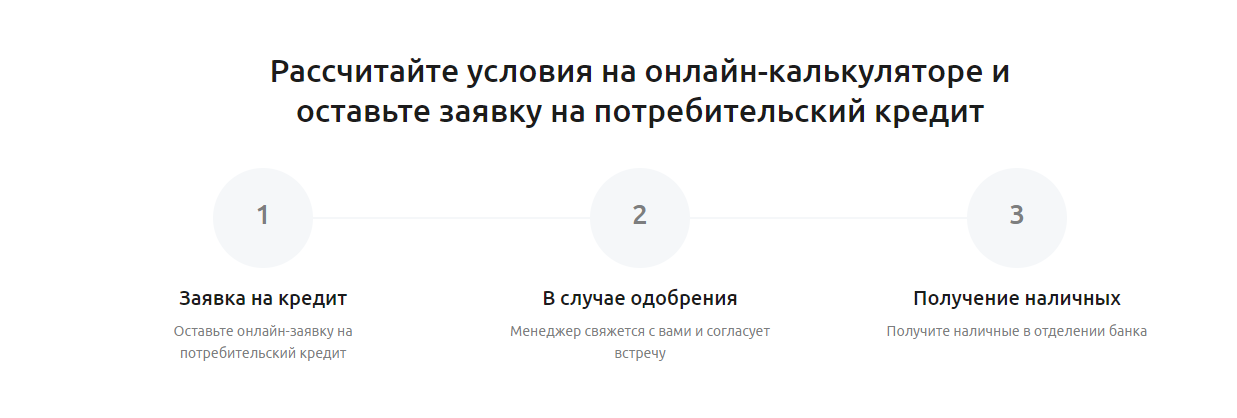 Рассчитайте условия на онлайн-калькуляторе и
оставьте заявку на потребительский кредит
1
2
3
Заявка на кредит
Оставьте онлайн-заявку на
потребительский кредит
В случае одобрения
Менеджер свяжется с вами и согласует
встречу
Получение наличных
Получите наличные в отделении банка